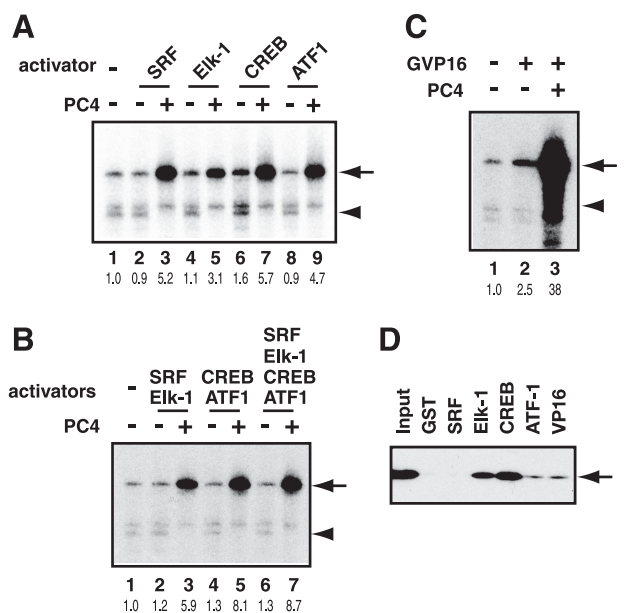 A
activator - SRF Elk-1 CREB ATF1
PC4 - - + - + - + - +
1 2 3 4 5 6 7 8 9
1.0 0.9 5.2 1.1 3.1 1.6 5.7 0.9 4.7
B
SRF
Elk-1
SRF CREB CREB
activators - Elk-1 ATF1 ATF1
PC4 - - + - + - +
1 2 3 4 5 6 7
1.0 1.2 5.9 1.3 8.1 1.3 8.7
C
GVP16 - + +
PC4 - - +
1 2 3
1.0 2.5 38
D
Input GST SRF Elk-1 CREB ATF-1 VP16